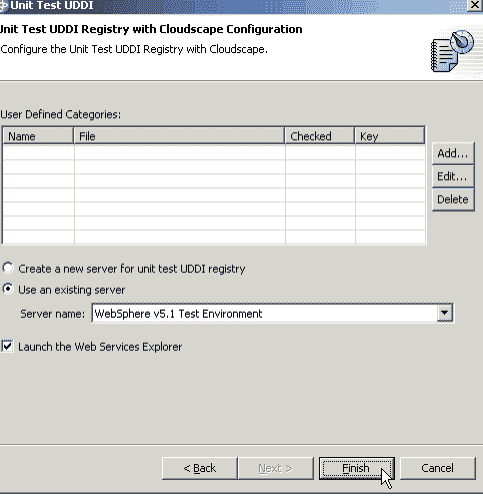 Unit Test UDDI
Unit Test UDDI Registry with Cloudscape Configuration
Configure the Unit Test UDDI Registry with Cloudscape.
User Defined Categories:
Name File Checked Key
Add...
Edit...
Delete
Create a new server for unit test UDDI registry
Use an existing server
Server name: WebSphere v5.1 Test Environment
Launch the Web Services Explorer
< Back Next > Finish Cancel